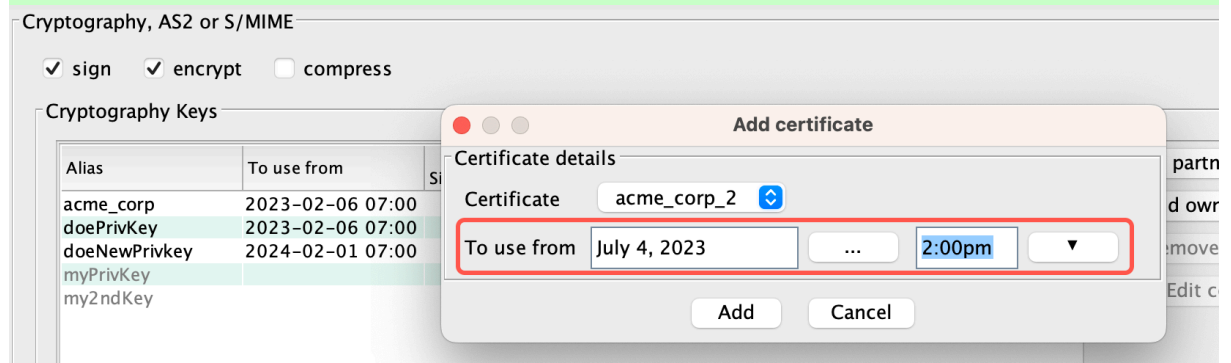 Cryptography, AS2 or S/MIME
sign encrypt compress
Cryptography Keys
Alias To use from
acme_corp 2023-02-06 07:00
doePrivKey 2023-02-06 07:00
doeNewPrivkey 2024-02-01 07:00
myPrivKey
my2ndKey
Add certificate
Certificate details
Certificate acme_corp_2
To use from July 4, 2023 ... 2:00pm ▼
Add Cancel